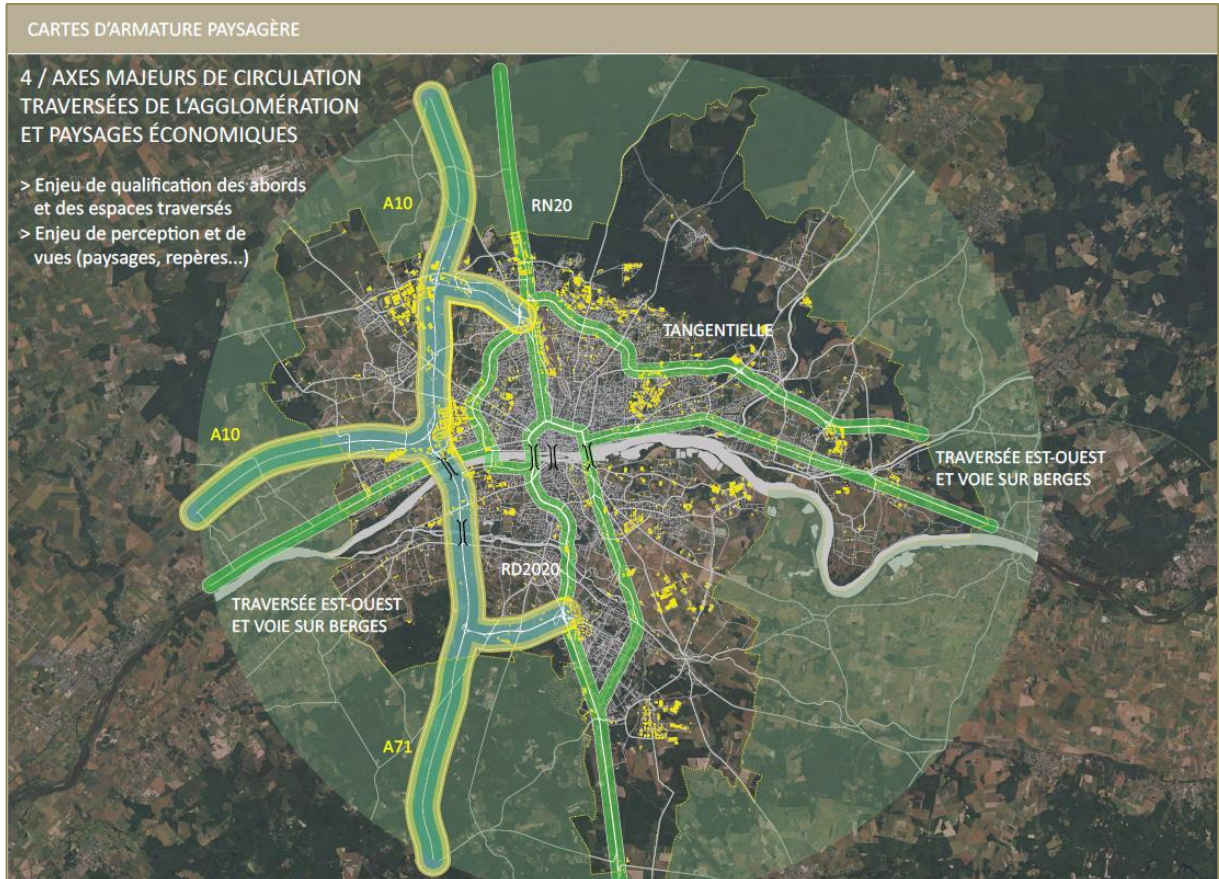 CARTES D'ARMATURE PAYSAGÈRE
4 / AXES MAJEURS DE CIRCULATION
TRAVERSÉES DE L'AGGLOMÉRATION
ET PAYSAGES ÉCONOMIQUES
> Enjeu de qualification des abords
et des espaces traversés
> Enjeu de perception et de
vues (paysages, repères...)
A10
RN20
TANGENTIELLE
A10
TRAVERSÉE EST-OUEST
ET VOIE SUR BERGES
RD2020
TRAVERSÉE EST-OUEST
ET VOIE SUR BERGES
A71